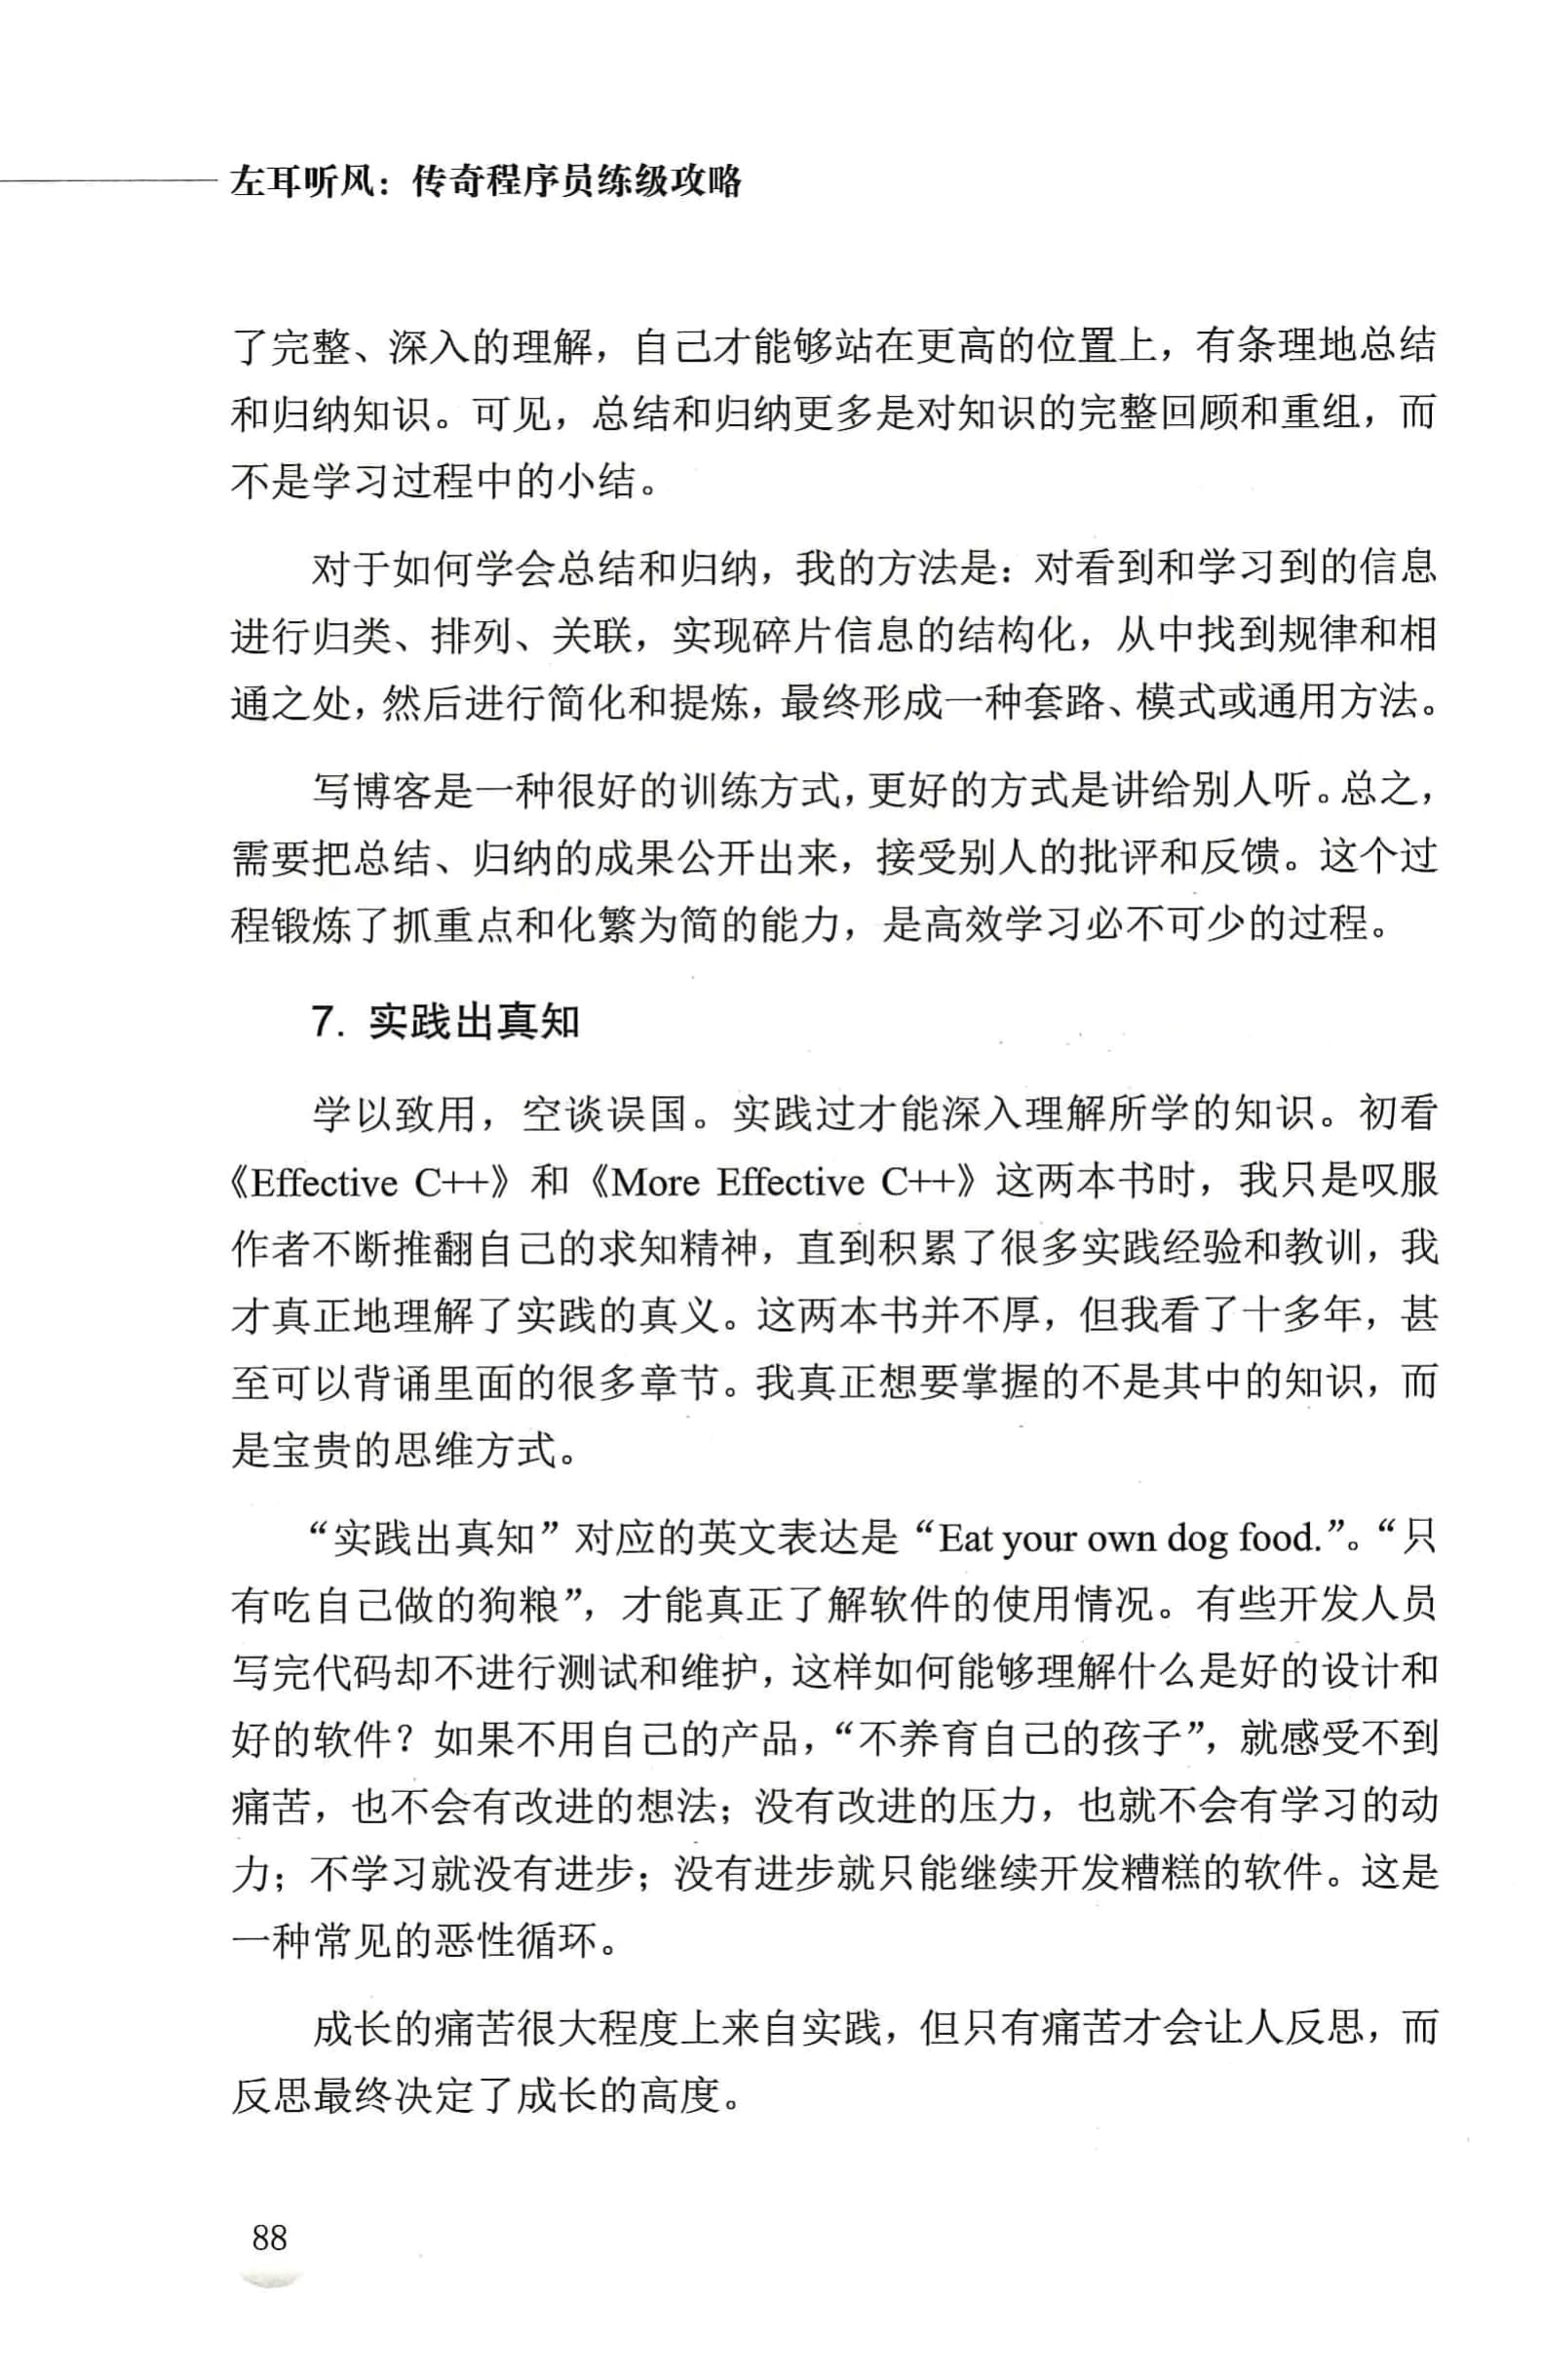 左耳听风：传奇程序员练级攻略
了完整、深入的理解，自己才能够站在更高的位置上，有条理地总结
和归纳知识。可见，总结和归纳更多是对知识的完整回顾和重组，而
不是学习过程中的小结。
对于如何学会总结和归纳，我的方法是：对看到和学习到的信息
进行归类、排列、关联，实现碎片信息的结构化，从中找到规律和相
通之处，然后进行简化和提炼，最终形成一种套路、模式或通用方法。
写博客是一种很好的训练方式，更好的方式是讲给别人听。总之，
需要把总结、归纳的成果公开出来，接受别人的批评和反馈。这个过
程锻炼了抓重点和化繁为简的能力，是高效学习必不可少的过程。
7. 实践出真知
学以致用，空谈误国。实践过才能深入理解所学的知识。初看
《Effective C++》和《More Effective C++》这两本书时，我只是叹服
作者不断推翻自己的求知精神，直到积累了很多实践经验和教训，我
才真正地理解了实践的真义。这两本书并不厚，但我看了十多年，甚
至可以背诵里面的很多章节。我真正想要掌握的不是其中的知识，而
是宝贵的思维方式。
“实践出真知”对应的英文表达是“Eat your own dog food.”。“只
有吃自己做的狗粮”，才能真正了解软件的使用情况。有些开发人员
写完代码却不进行测试和维护，这样如何能够理解什么是好的设计和
好的软件？如果不用自己的产品，“不养育自己的孩子”，就感受不到
痛苦，也不会有改进的想法；没有改进的压力，也就不会有学习的动
力；不学习就没有进步；没有进步就只能继续开发糟糕的软件。这是
一种常见的恶性循环。
成长的痛苦很大程度上来自实践，但只有痛苦才会让人反思，而
反思最终决定了成长的高度。
88